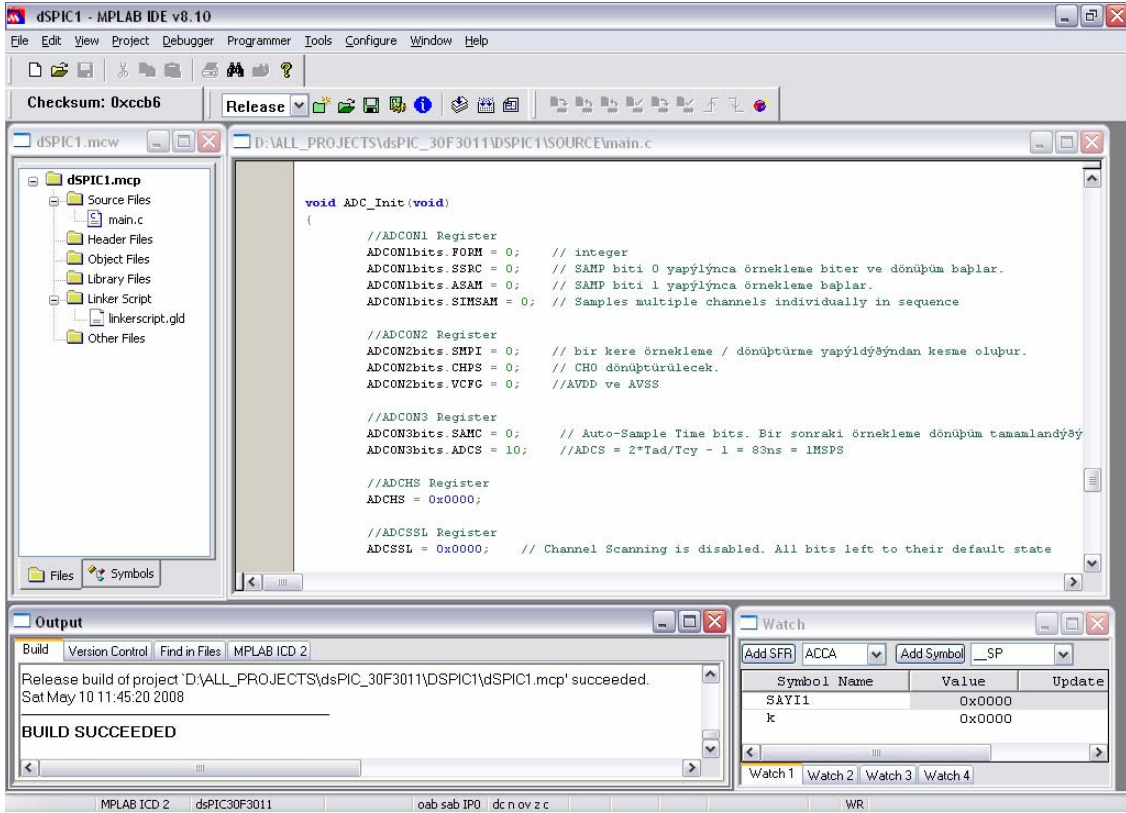 dSPIC1 - MPLAB IDE v8.10
File Edit View Project Debugger Programmer Tools Configure Window Help
Checksum: 0xccb6
Release
dSPIC1.mcw
dSPIC1.mcp
Source Files
main.c
Header Files
Object Files
Library Files
Linker Script
linkerscript.gld
Other Files
Files Symbols
D:\ALL_PROJECTS\dsPIC_30F3011\DSPIC1\SOURCE\main.c
void ADC_Init(void)
{
//ADCON1 Register
ADCON1bits.FORM = 0; // integer
ADCON1bits.SSRC = 0; // SAMP biti 0 yapýlýnca örnekleme biter ve dönüþüm baþlar.
ADCON1bits.ASAM = 0; // SAMP biti 1 yapýlýnca örnekleme baþlar.
ADCON1bits.SIMSAM = 0; // Samples multiple channels individually in sequence
//ADCON2 Register
ADCON2bits.SMPI = 0; // bir kere örnekleme / dönüþtürme yapýldýðýndan kesme oluþur.
ADCON2bits.CHPS = 0; // CH0 dönüþtürülecek.
ADCON2bits.VCFG = 0; //AVDD ve AVSS
//ADCON3 Register
ADCON3bits.SAMC = 0; // Auto-Sample Time bits. Bir sonraki örnekleme dönüþüm tamamlandýðý
ADCON3bits.ADCS = 10; //ADCS = 2*Tad/Tcy - 1 = 83ns = 1MSPS
//ADCHS Register
ADCHS = 0x0000;
//ADCSSL Register
ADCSSL = 0x0000; // Channel Scanning is disabled. All bits left to their default state
Output
Build Version Control Find in Files MPLAB ICD 2
Release build of project `D:\ALL_PROJECTS\dsPIC_30F3011\DSPIC1\dSPIC1.mcp' succeeded.
Sat May 10 11:45:20 2008
BUILD SUCCEEDED
Watch
Add SFR ACCA Add Symbol __SP
Symbol Name Value Update
SAYI1 0x0000
k 0x0000
Watch 1 Watch 2 Watch 3 Watch 4
MPLAB ICD 2 dsPIC30F3011 oab sab IP0 dc n ov z c WR